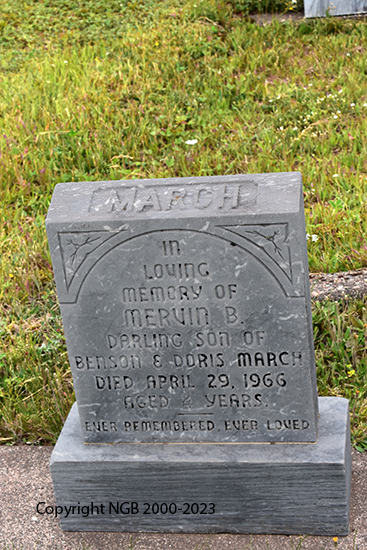 MARCH
IN
LOVING
MEMORY OF
MERVIN B.
DARLING SON OF
BENSON & DORIS MARCH
DIED APRIL 29, 1966
AGED YEARS.
EVER REMEMBERED, EVER LOVED
Copyright NGB 2000-2023